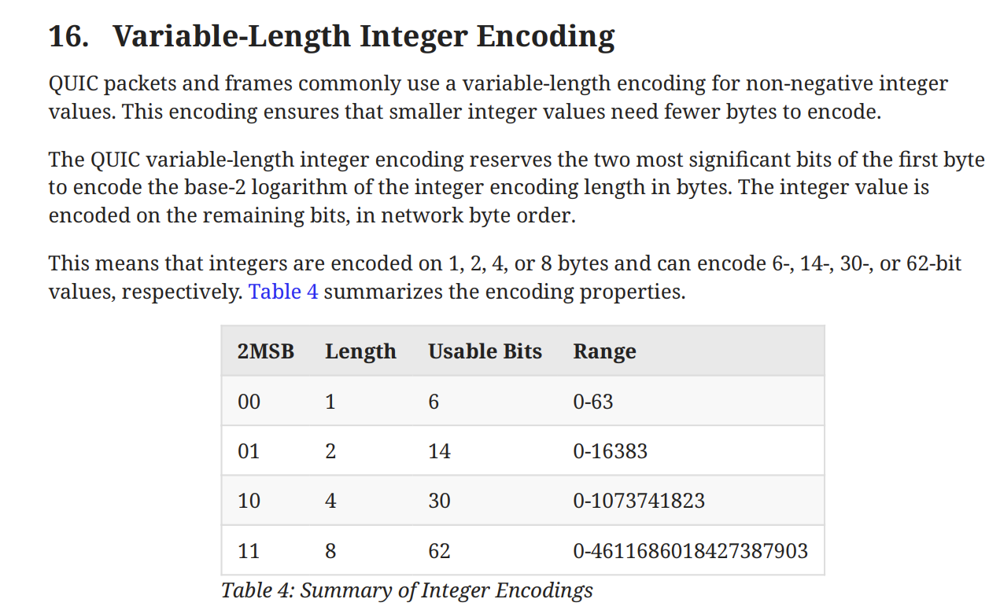 16. Variable-Length Integer Encoding
QUIC packets and frames commonly use a variable-length encoding for non-negative integer
values. This encoding ensures that smaller integer values need fewer bytes to encode.
The QUIC variable-length integer encoding reserves the two most significant bits of the first byte
to encode the base-2 logarithm of the integer encoding length in bytes. The integer value is
encoded on the remaining bits, in network byte order.
This means that integers are encoded on 1, 2, 4, or 8 bytes and can encode 6-, 14-, 30-, or 62-bit
values, respectively. Table 4 summarizes the encoding properties.
2MSB Length Usable Bits Range
00 1 6 0-63
01 2 14 0-16383
10 4 30 0-1073741823
11 8 62 0-4611686018427387903
Table 4: Summary of Integer Encodings